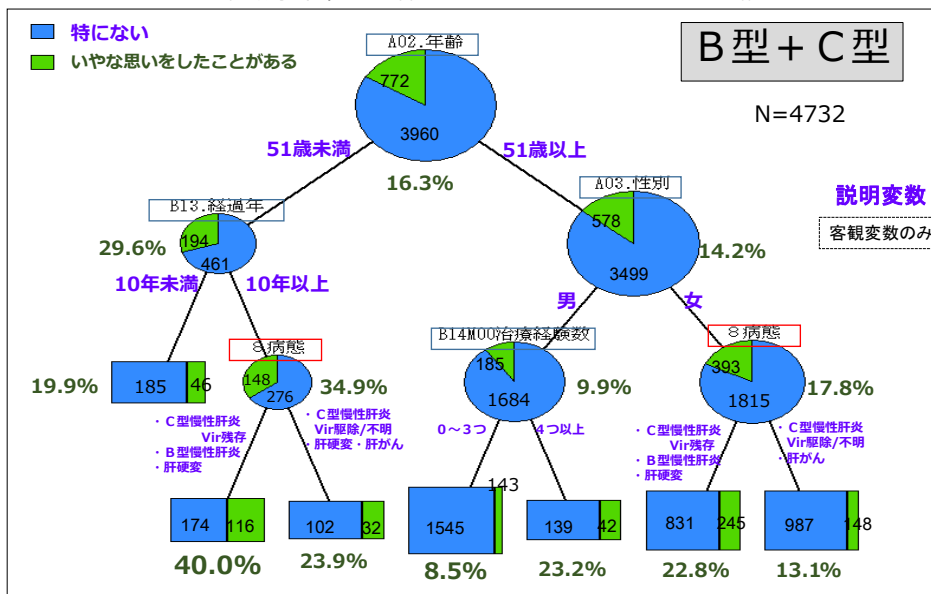 特にない
いやな思いをしたことがある
B型+C型
N=4732
A02.年齢
772
3960
16.3%
51歳未満
51歳以上
説明変数
客観変数のみ
B13.経過年
194
461
29.6%
A03.性別
578
3499
14.2%
10年未満
10年以上
男
女
185
46
19.9%
8病態
148
276
34.9%
B14M00治療経験数
185
1684
9.9%
8病態
393
1815
17.8%
・C型慢性肝炎
Vir残存
・B型慢性肝炎
・肝硬変
・C型慢性肝炎
Vir駆除/不明
・肝硬変・肝がん
0～3つ
4つ以上
・C型慢性肝炎
Vir残存
・B型慢性肝炎
・肝硬変
・C型慢性肝炎
Vir駆除/不明
・肝がん
174
116
40.0%
102
32
23.9%
1545
143
8.5%
139
42
23.2%
831
245
22.8%
987
148
13.1%